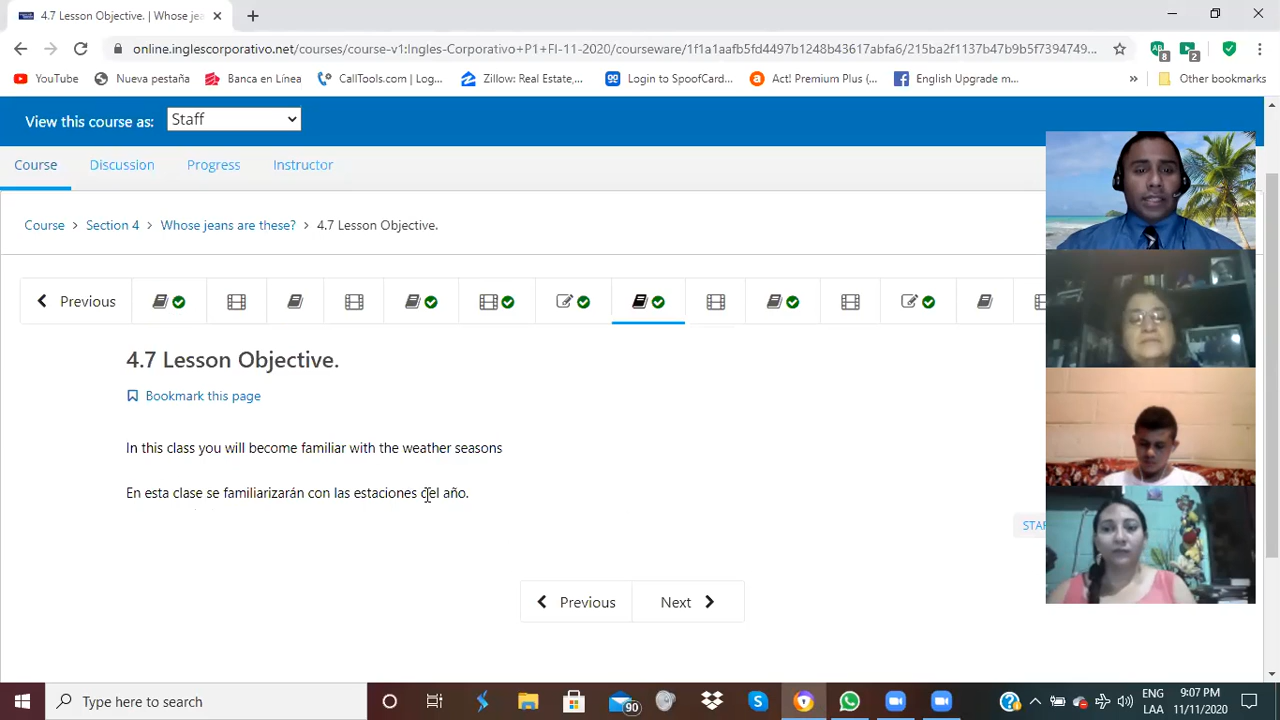 4.7 Lesson Objective. | Whose jea
online.inglescorporativo.net/courses/course-v1:Ingles-Corporativo+P1+FI-11-2020/courseware/1f1a1aafb5fd4497b1248b43617abfa6/215ba2f1137b47b9b5f7394749...
8
2
YouTube
Nueva pestaña
Banca en Línea
CallTools.com | Log...
Zillow: Real Estate,...
Login to SpoofCard...
Act! Premium Plus (...
English Upgrade m...
»
Other bookmarks
View this course as:
Staff
Course
Discussion
Progress
Instructor
Course > Section 4 > Whose jeans are these? > 4.7 Lesson Objective.
Previous
4.7 Lesson Objective.
Bookmark this page
In this class you will become familiar with the weather seasons
En esta clase se familiarizarán con las estaciones del año.
STA
Previous
Next
Type here to search
90
ENG
LAA
9:07 PM
11/11/2020